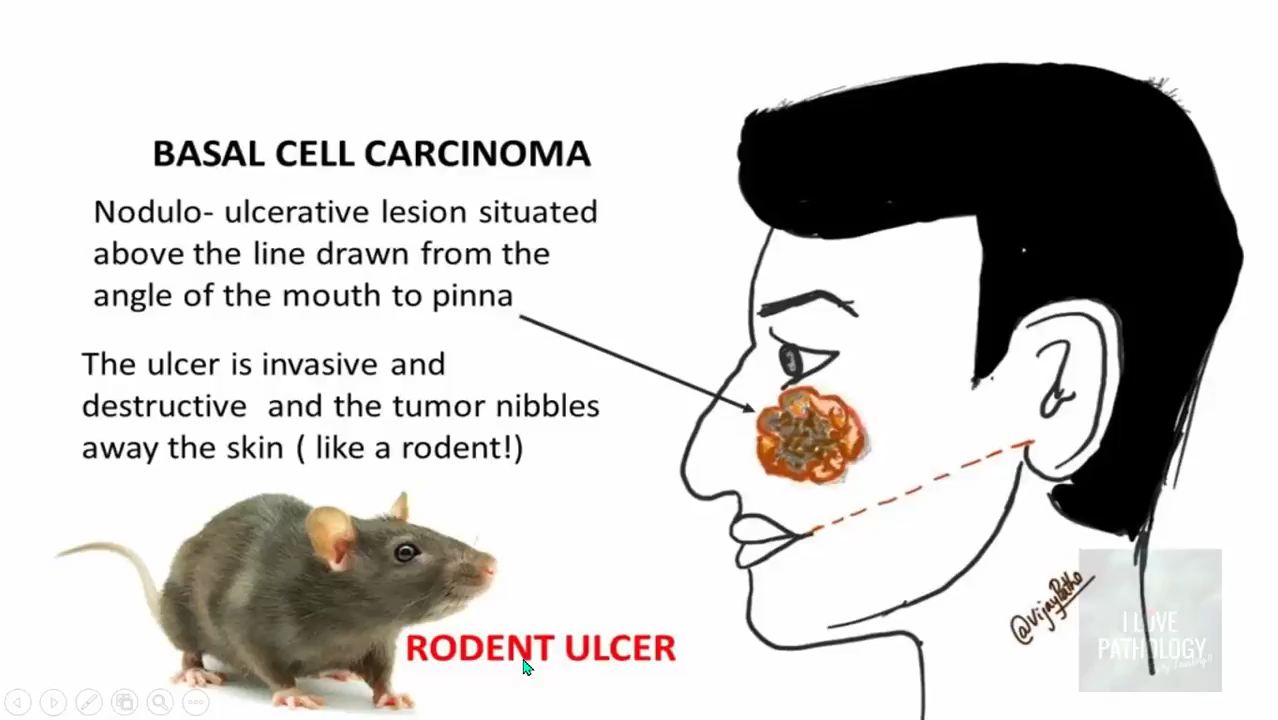 BASAL CELL CARCINOMA
Nodulo- ulcerative lesion situated
above the line drawn from the
angle of the mouth to pinna
The ulcer is invasive and
destructive and the tumor nibbles
away the skin ( like a rodent!)
RODENT ULCER
@VijayPatho
I LOVE
PATHOLOGY